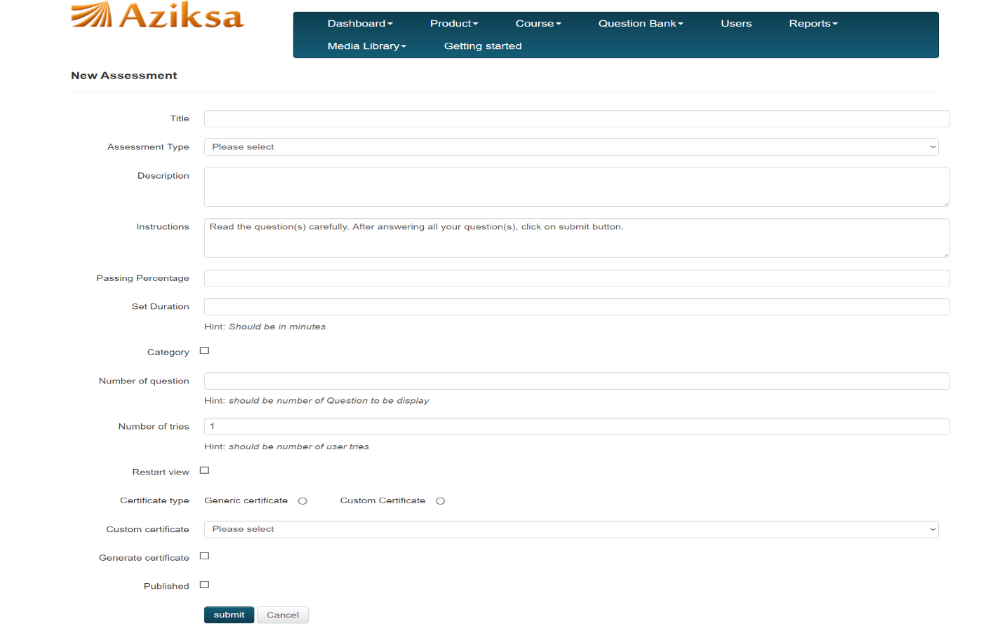 Aziksa
Dashboard Product Course Question Bank Users Reports
Media Library Getting started
New Assessment
Title
Assessment Type Please select
Description
Instructions Read the question(s) carefully. After answering all your question(s), click on submit button.
Passing Percentage
Set Duration
Hint: Should be in minutes
Category
Number of question
Hint: should be number of Question to be display
Number of tries 1
Hint: should be number of user tries
Restart view
Certificate type Generic certificate Custom Certificate
Custom certificate Please select
Generate certificate
Published
submit Cancel